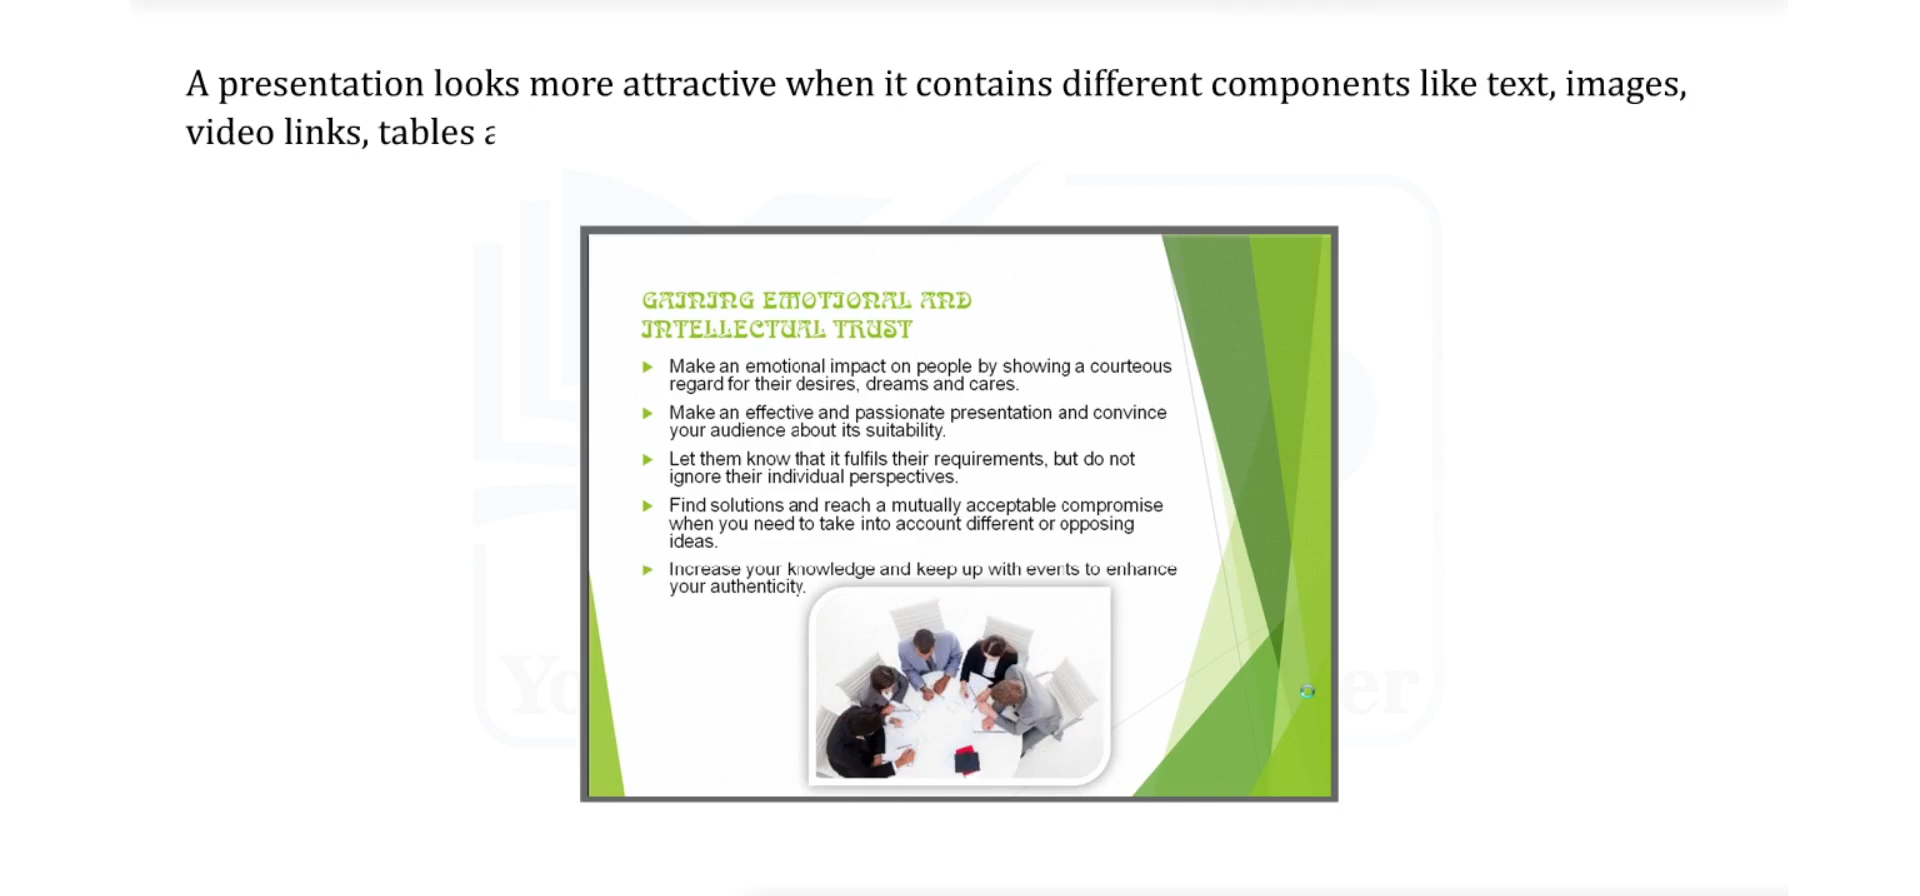 A presentation looks more attractive when it contains different components like text, images,
video links, tables
GAINING EMOTIONAL AND
INTELLECTUAL TRUST
Make an emotional impact on people by showing a courteous
regard for their desires, dreams and cares.
Make an effective and passionate presentation and convince
your audience about its suitability.
Let them know that it fulfils their requirements, but do not
ignore their individual perspectives.
Find solutions and reach a mutually acceptable compromise
when you need to take into account different or opposing
ideas.
Increase your knowledge and keep up with events to enhance
your authenticity.